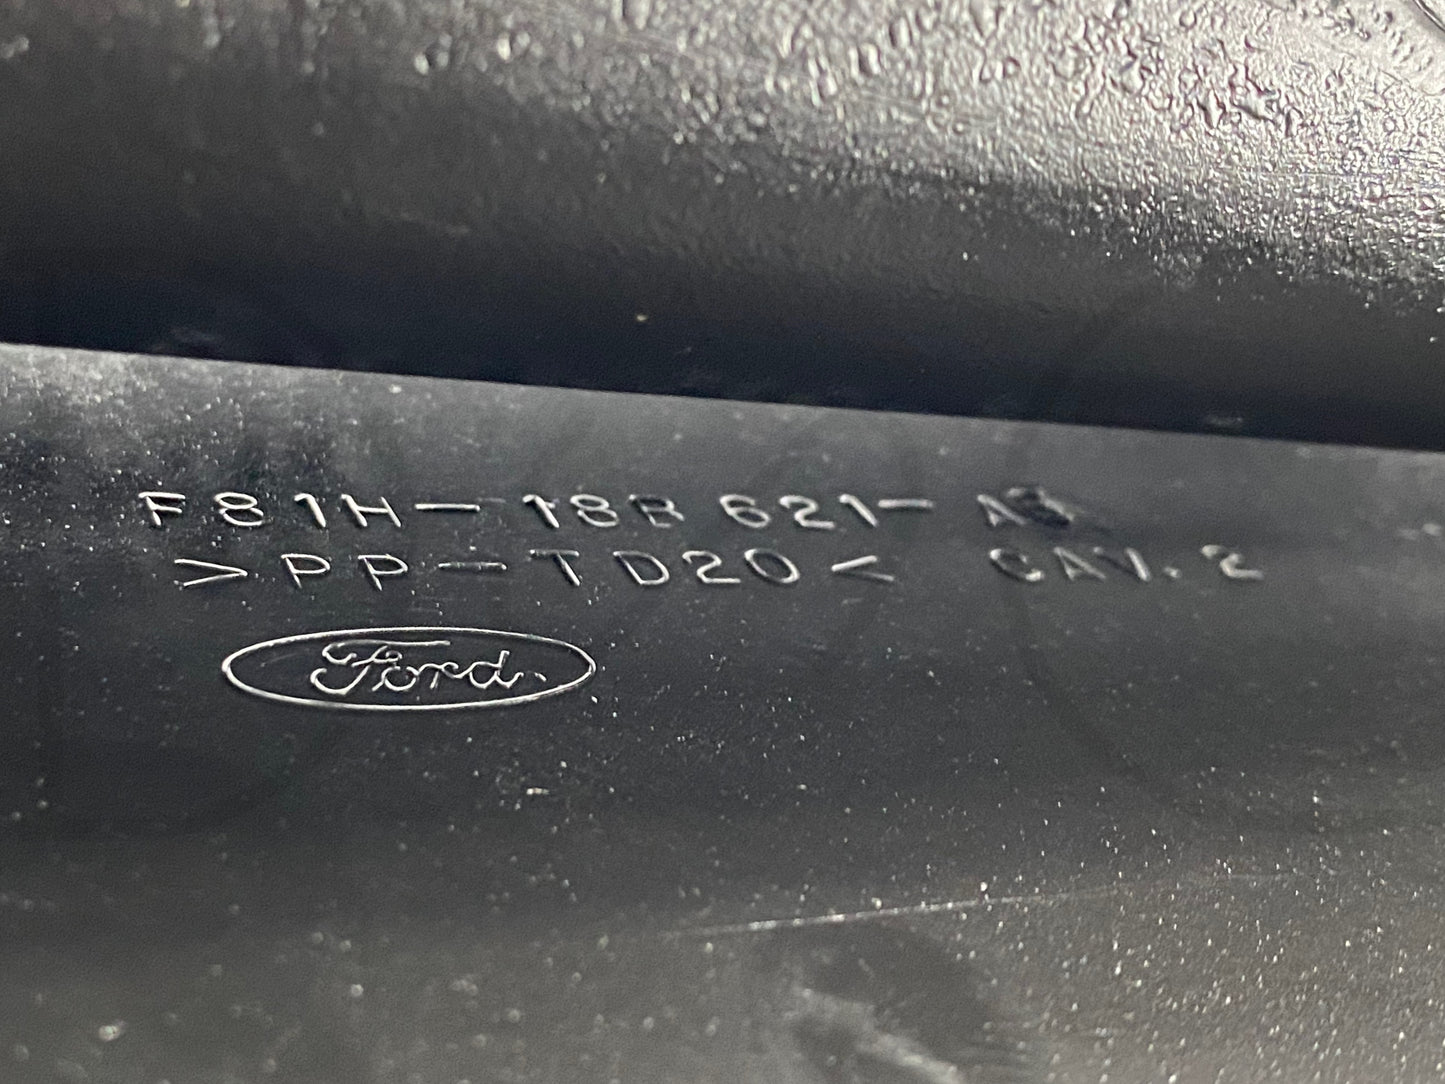 F81H-18B621-A
>PP-TD20< CAV.2
Ford